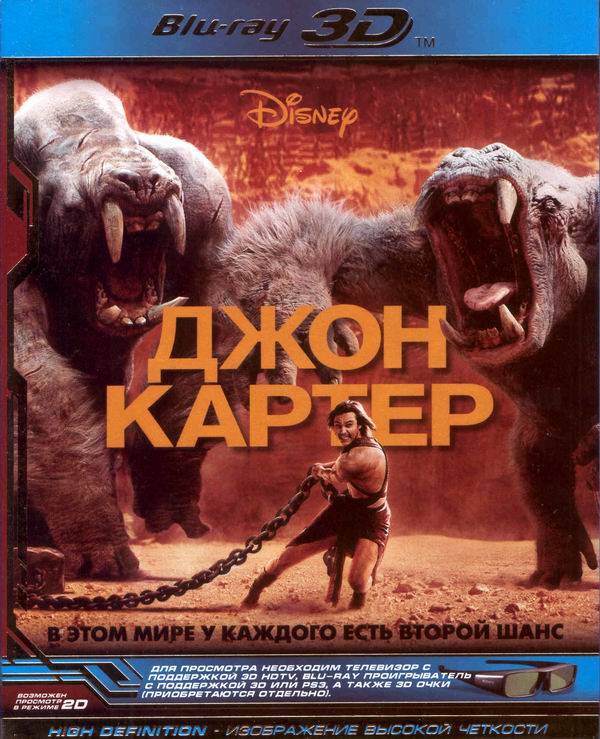 Blu-ray 3D™
Disney
ДЖОН
КАРТЕР
В ЭТОМ МИРЕ У КАЖДОГО ЕСТЬ ВТОРОЙ ШАНС
ДЛЯ ПРОСМОТРА НЕОБХОДИМ ТЕЛЕВИЗОР С
ПОДДЕРЖКОЙ 3D HDTV, BLU-RAY ПРОИГРЫВАТЕЛЬ
С ПОДДЕРЖКОЙ 3D ИЛИ PS3, А ТАКЖЕ 3D ОЧКИ
(ПРИОБРЕТАЮТСЯ ОТДЕЛЬНО).
ВОЗМОЖЕН
ПРОСМОТР
В РЕЖИМЕ 2D
HIGH DEFINITION - ИЗОБРАЖЕНИЕ ВЫСОКОЙ ЧЕТКОСТИ